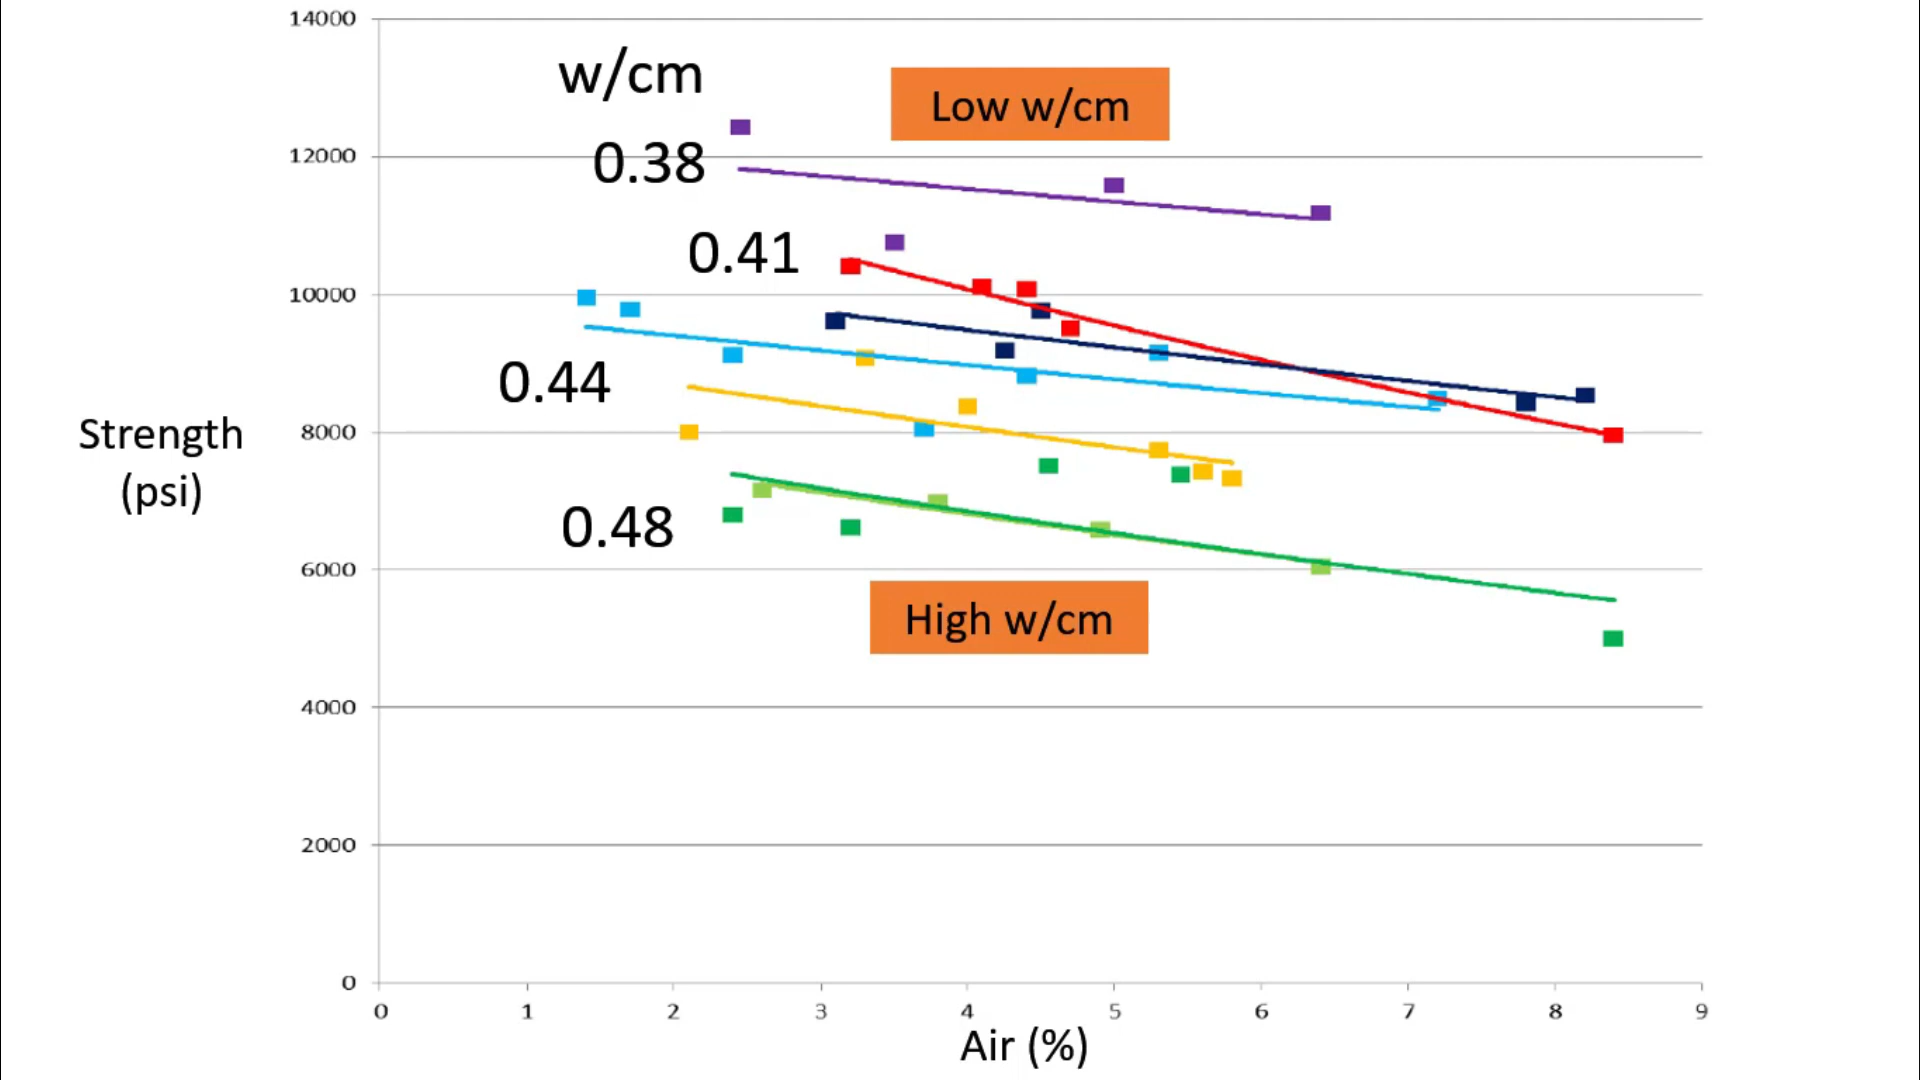 14000
w/cm
Low w/cm
12000
0.38
0.41
10000
0.44
8000
Strength
(psi)
0.48
6000
High w/cm
4000
2000
0
0 1 2 3 4 5 6 7 8 9
Air (%)